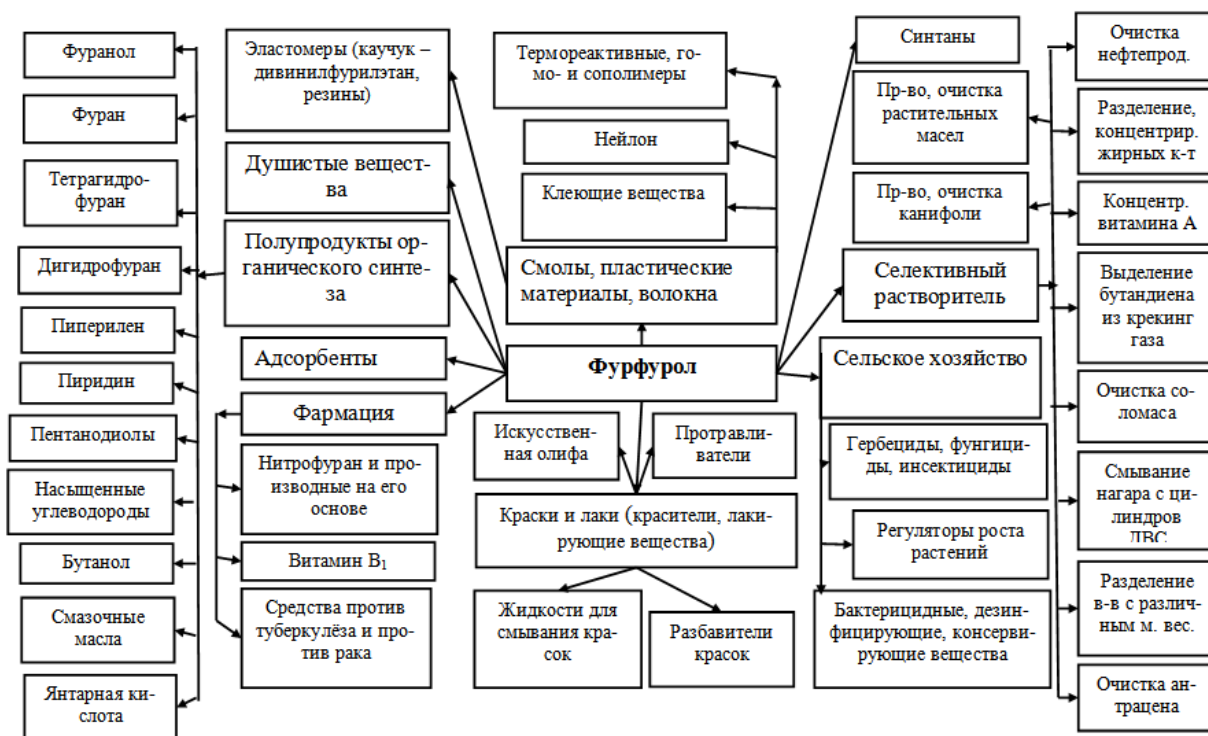 Фуранол
Фуран
Тетрагидро-
фуран
Дигидрофуран
Пиперилен
Пиридин
Пентанодиолы
Насыщенные
углеводороды
Бутанол
Смазочные
масла
Янтарная ки-
слота
Эластомеры (каучук –
дивинилфурилэтан,
резины)
Душистые вещест-
ва
Полупродукты ор-
ганического синте-
за
Адсорбенты
Фармация
Нитрофуран и про-
изводные на его
основе
Витамин В₁
Средства против
туберкулёза и про-
тив рака
Термореактивные, го-
мо- и сополимеры
Нейлон
Клеющие вещества
Смолы, пластические
материалы, волокна
Фурфурол
Искусствен-
ная олифа
Протравли-
ватели
Краски и лаки (красители, лаки-
рующие вещества)
Жидкости для
смывания кра-
сок
Разбавители
красок
Синтаны
Пр-во, очистка
растительных
масел
Пр-во, очистка
канифоли
Селективный
растворитель
Сельское хозяйство
Гербециды, фунгици-
ды, инсектициды
Регуляторы роста
растений
Бактерицидные, дезин-
фицирующие, консерви-
рующие вещества
Очистка
нефтепрод.
Разделение,
концентрир.
жирных к-т
Концентр.
витамина А
Выделение
бутандиена
из крекинг
газа
Очистка со-
ломаса
Смывание
нагара с ци-
линдров
ДВС
Разделение
в-в с различ-
ным м. вес.
Очистка ан-
трацена